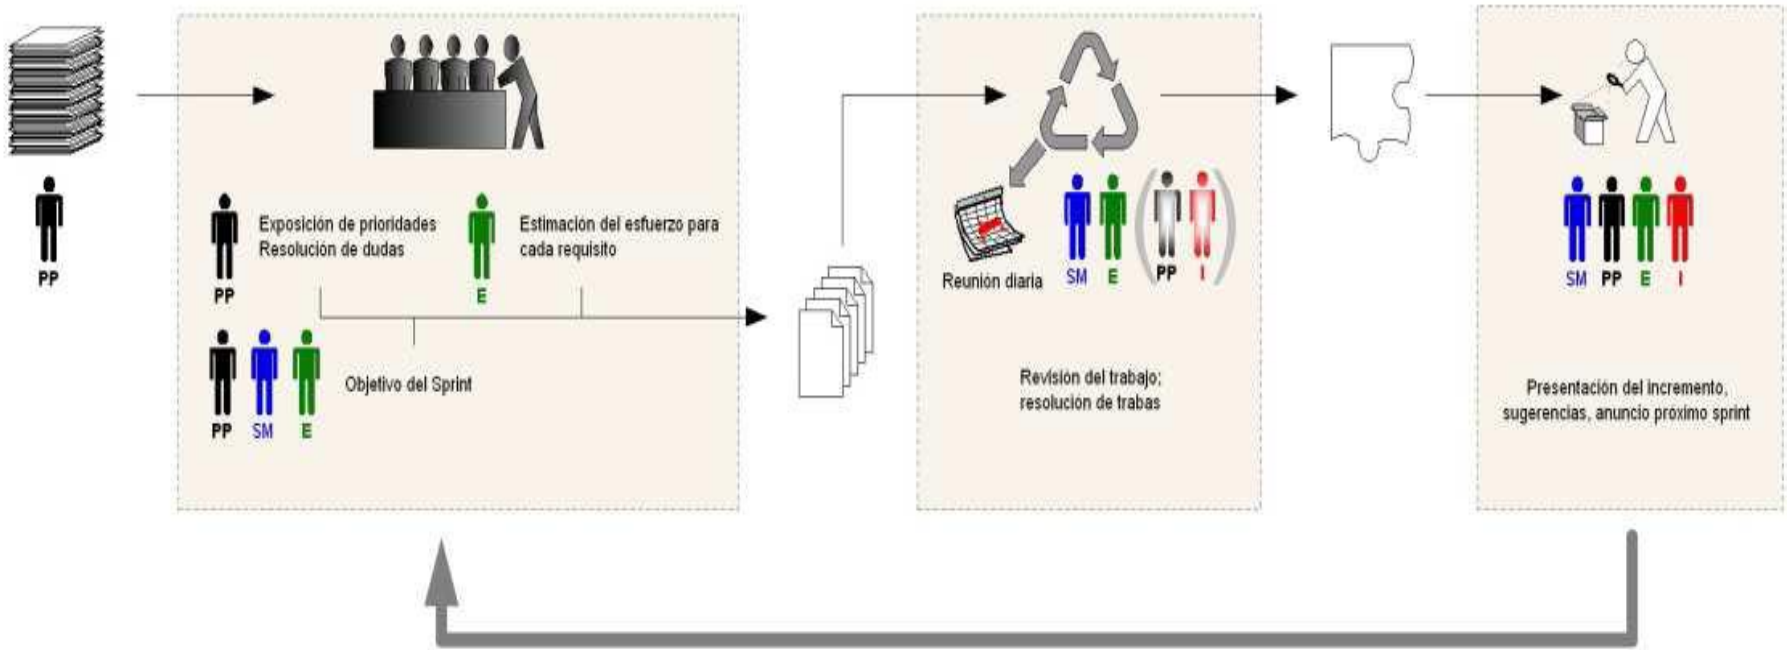 PP
Exposición de prioridades
Resolución de dudas
PP
Estimación del esfuerzo para
cada requisito
E
Objetivo del Sprint
PP SM E
Reunión diaria
SM E PP I
Revisión del trabajo;
resolución de trabas
SM PP E I
Presentación del incremento,
sugerencias, anuncio próximo sprint